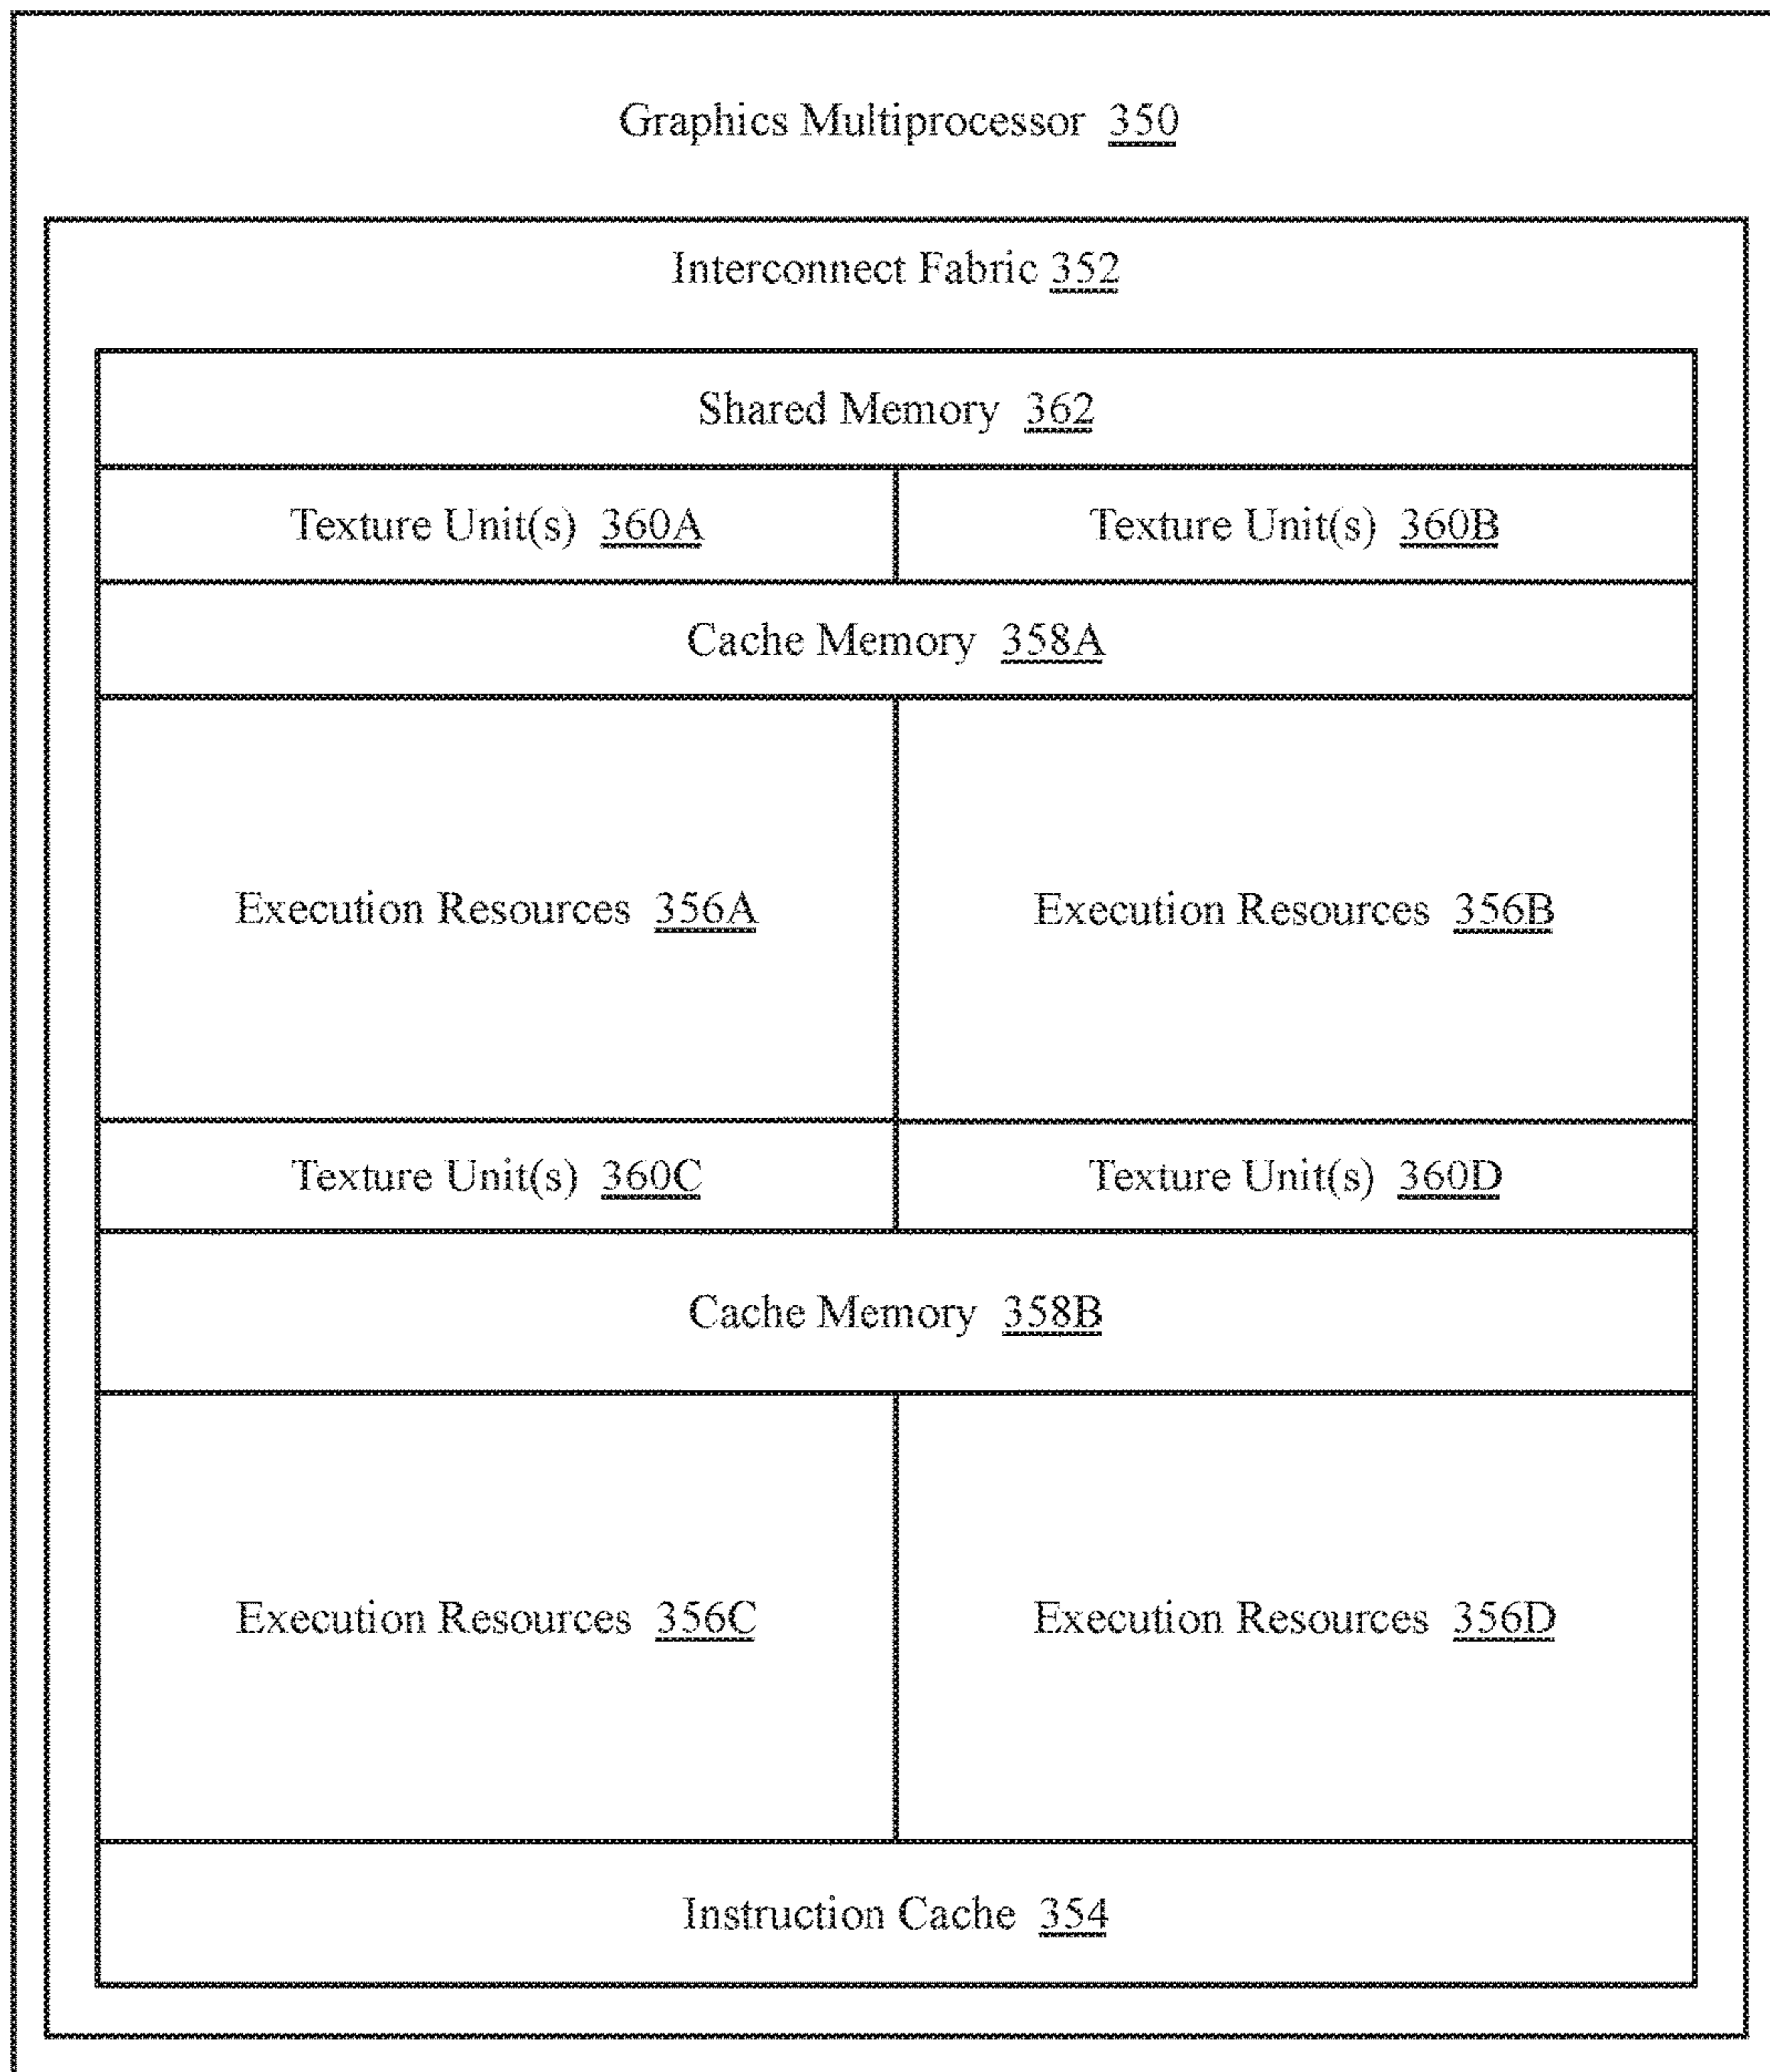 Graphics Multiprocessor 350
Interconnect Fabric 352
Shared Memory 362
Texture Unit(s) 360A
Texture Unit(s) 360B
Cache Memory 358A
Execution Resources 356A
Execution Resources 356B
Texture Unit(s) 360C
Texture Unit(s) 360D
Cache Memory 358B
Execution Resources 356C
Execution Resources 356D
Instruction Cache 354